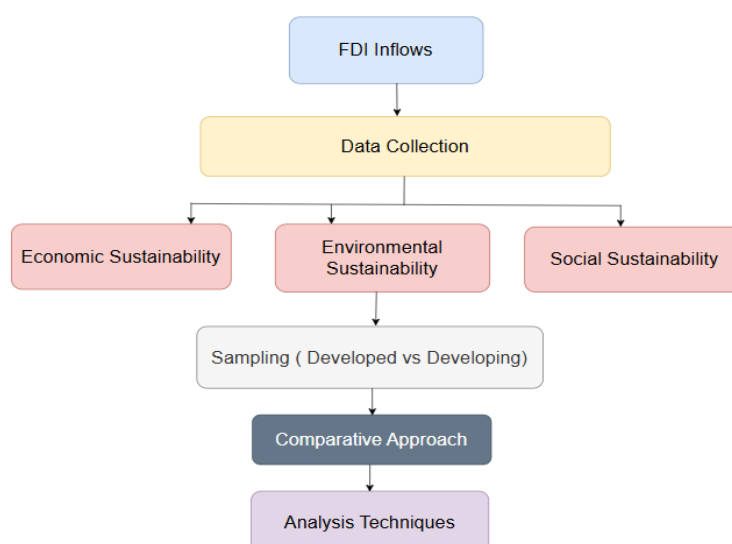 FDI Inflows
Data Collection
Economic Sustainability
Environmental
Sustainability
Social Sustainability
Sampling ( Developed vs Developing)
Comparative Approach
Analysis Techniques